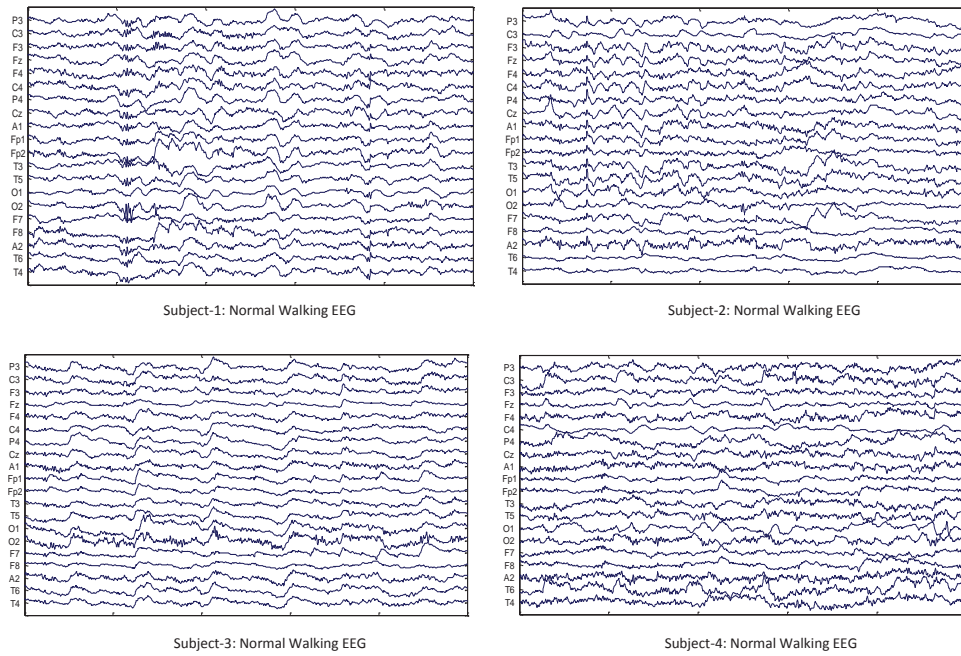 P3
C3
F3
Fz
F4
C4
P4
Cz
A1
Fp1
Fp2
T3
T5
O1
O2
F7
F8
A2
T6
T4
Subject-1: Normal Walking EEG
P3
C3
F3
Fz
F4
C4
P4
Cz
A1
Fp1
Fp2
T3
T5
O1
O2
F7
F8
A2
T6
T4
Subject-2: Normal Walking EEG
P3
C3
F3
Fz
F4
C4
P4
Cz
A1
Fp1
Fp2
T3
T5
O1
O2
F7
F8
A2
T6
T4
Subject-3: Normal Walking EEG
P3
C3
F3
Fz
F4
C4
P4
Cz
A1
Fp1
Fp2
T3
T5
O1
O2
F7
F8
A2
T6
T4
Subject-4: Normal Walking EEG